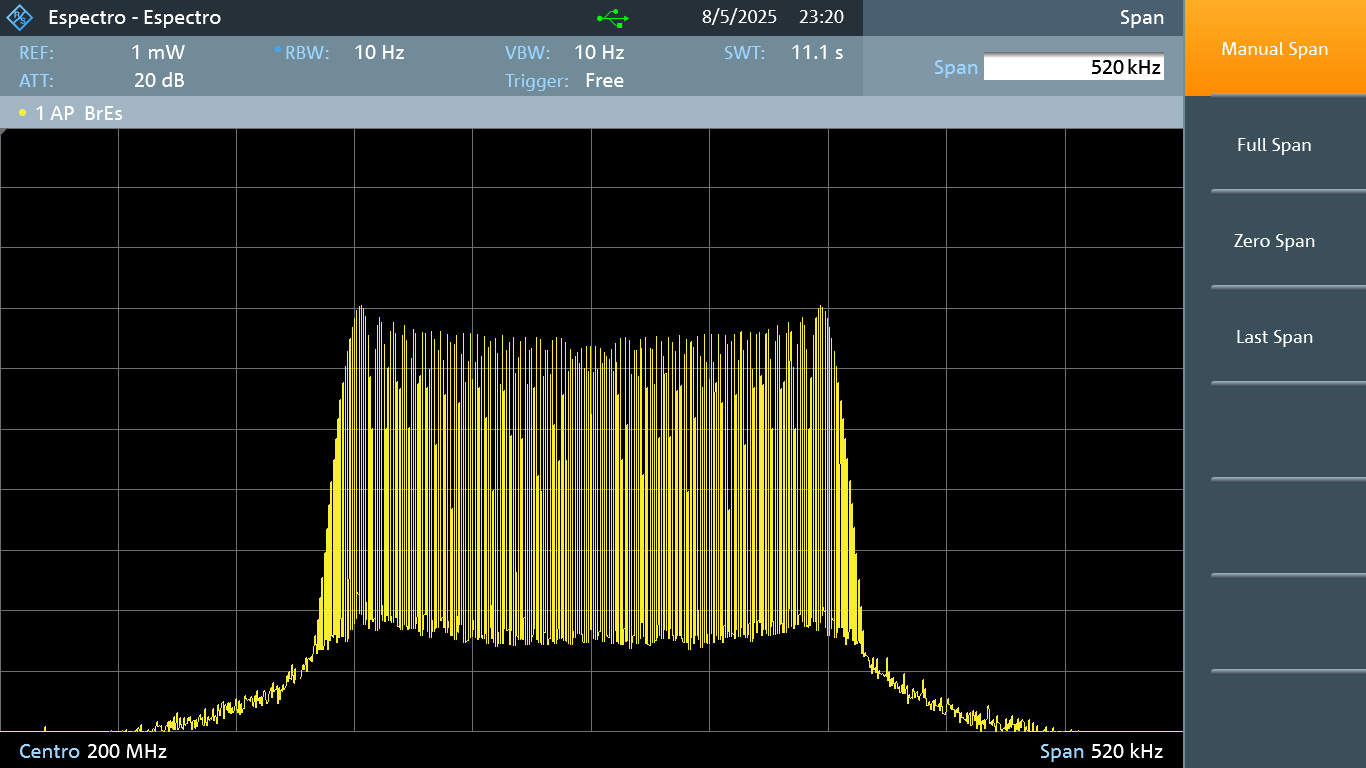 Espectro - Espectro 8/5/2025 23:20 Span
REF: 1 mW RBW: 10 Hz VBW: 10 Hz SWT: 11.1 s
ATT: 20 dB Trigger: Free
Span 520 kHz
1 AP BrEs
Manual Span
Full Span
Zero Span
Last Span
Centro 200 MHz Span 520 kHz